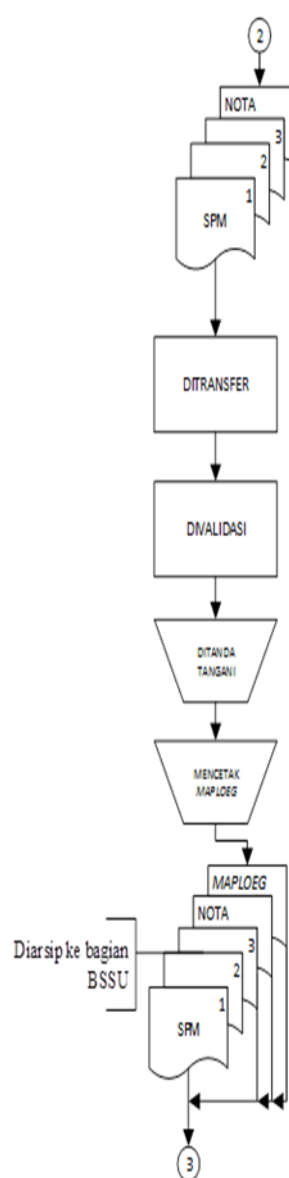 2
NOTA
3
2
1
SPM
DITRANSFER
DIVALIDASI
DITANDA
TANGANI
MENCETAK
MAPLOEG
MAPLOEG
NOTA
3
2
1
SPM
Diarsip ke bagian
BSSU
3